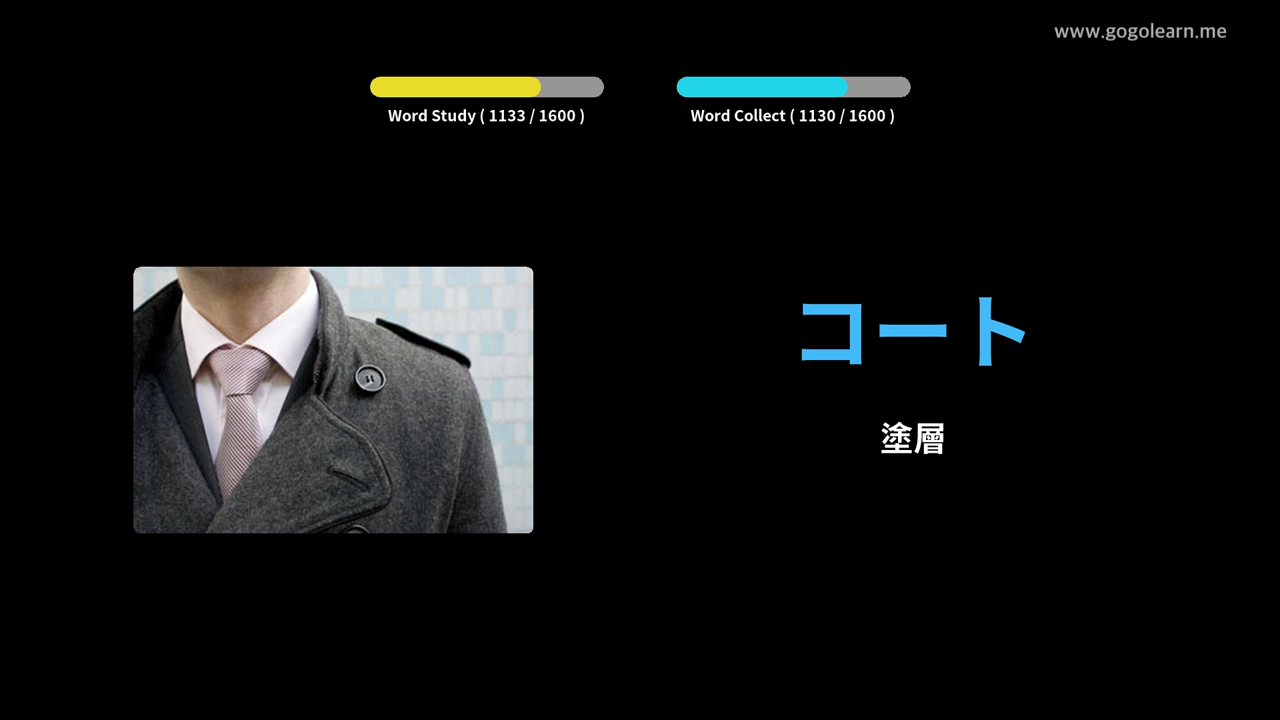 www.gogolearn.me
Word Study ( 1133 / 1600 )
Word Collect ( 1130 / 1600 )
コート
塗層